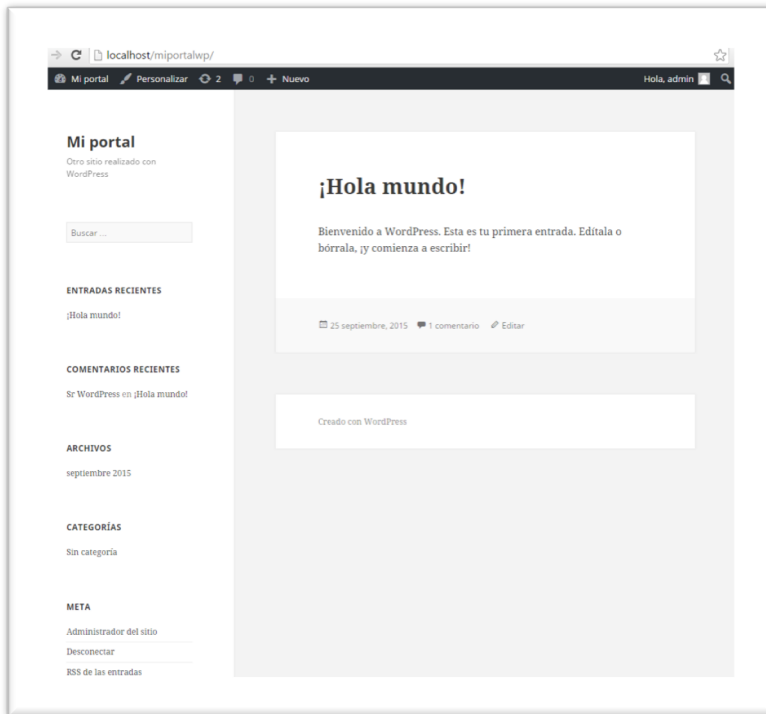 localhost/miportalwp/
Mi portal Personalizar 2 0 + Nuevo Hola, admin
Mi portal
Otro sitio realizado con
WordPress
Buscar ...
ENTRADAS RECIENTES
¡Hola mundo!
COMENTARIOS RECIENTES
Sr WordPress en ¡Hola mundo!
ARCHIVOS
septiembre 2015
CATEGORÍAS
Sin categoría
META
Administrador del sitio
Desconectar
RSS de las entradas
¡Hola mundo!
Bienvenido a WordPress. Esta es tu primera entrada. Edítala o
bórrala, ¡y comienza a escribir!
25 septiembre, 2015 1 comentario Editar
Creado con WordPress